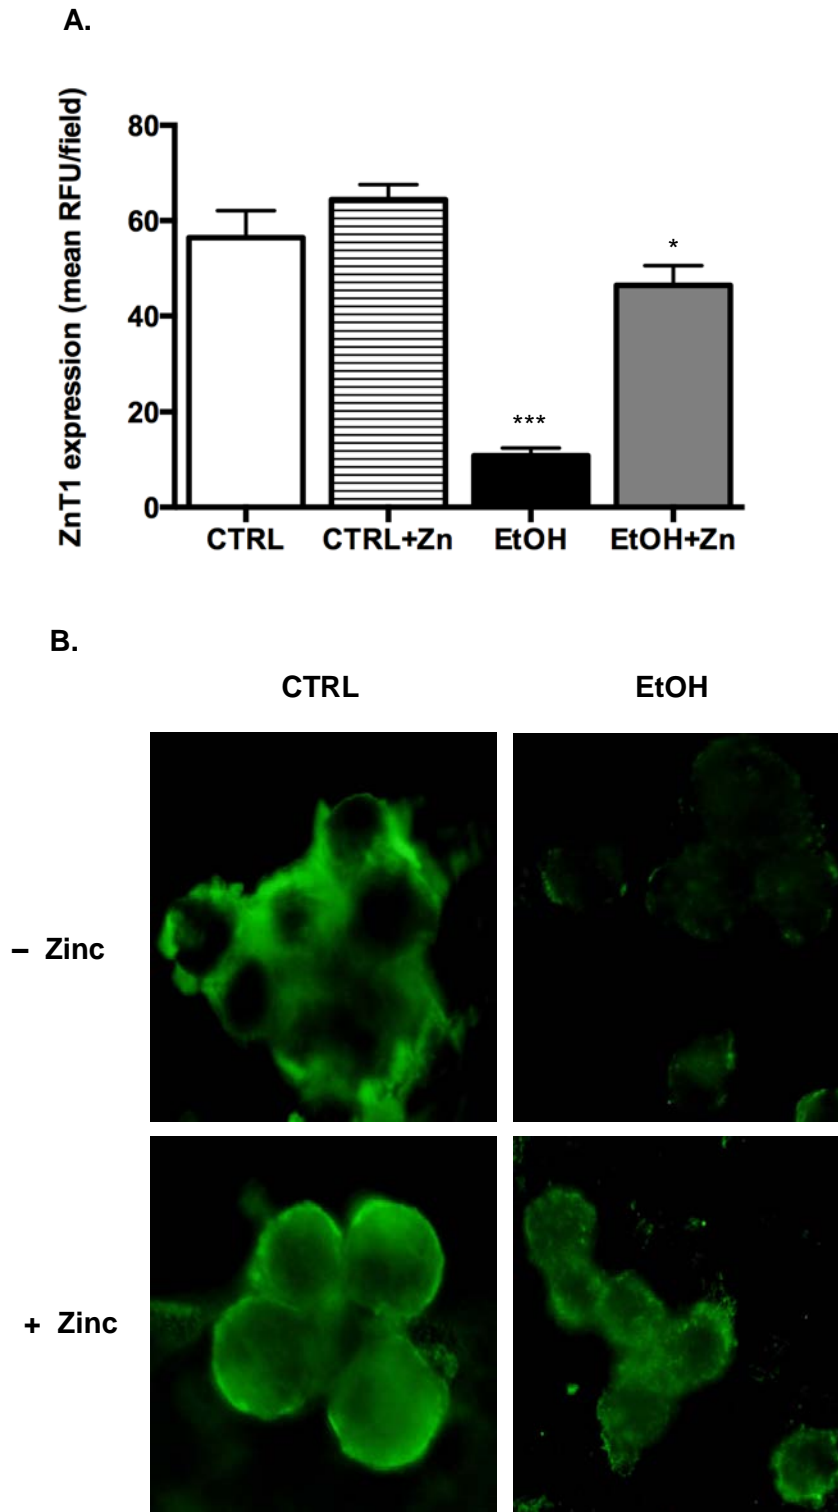 A.
ZnT1 expression (mean RFU/field)
80
60
40
20
0
***
*
CTRL
CTRL+Zn
EtOH
EtOH+Zn
B.
CTRL
EtOH
– Zinc
+ Zinc